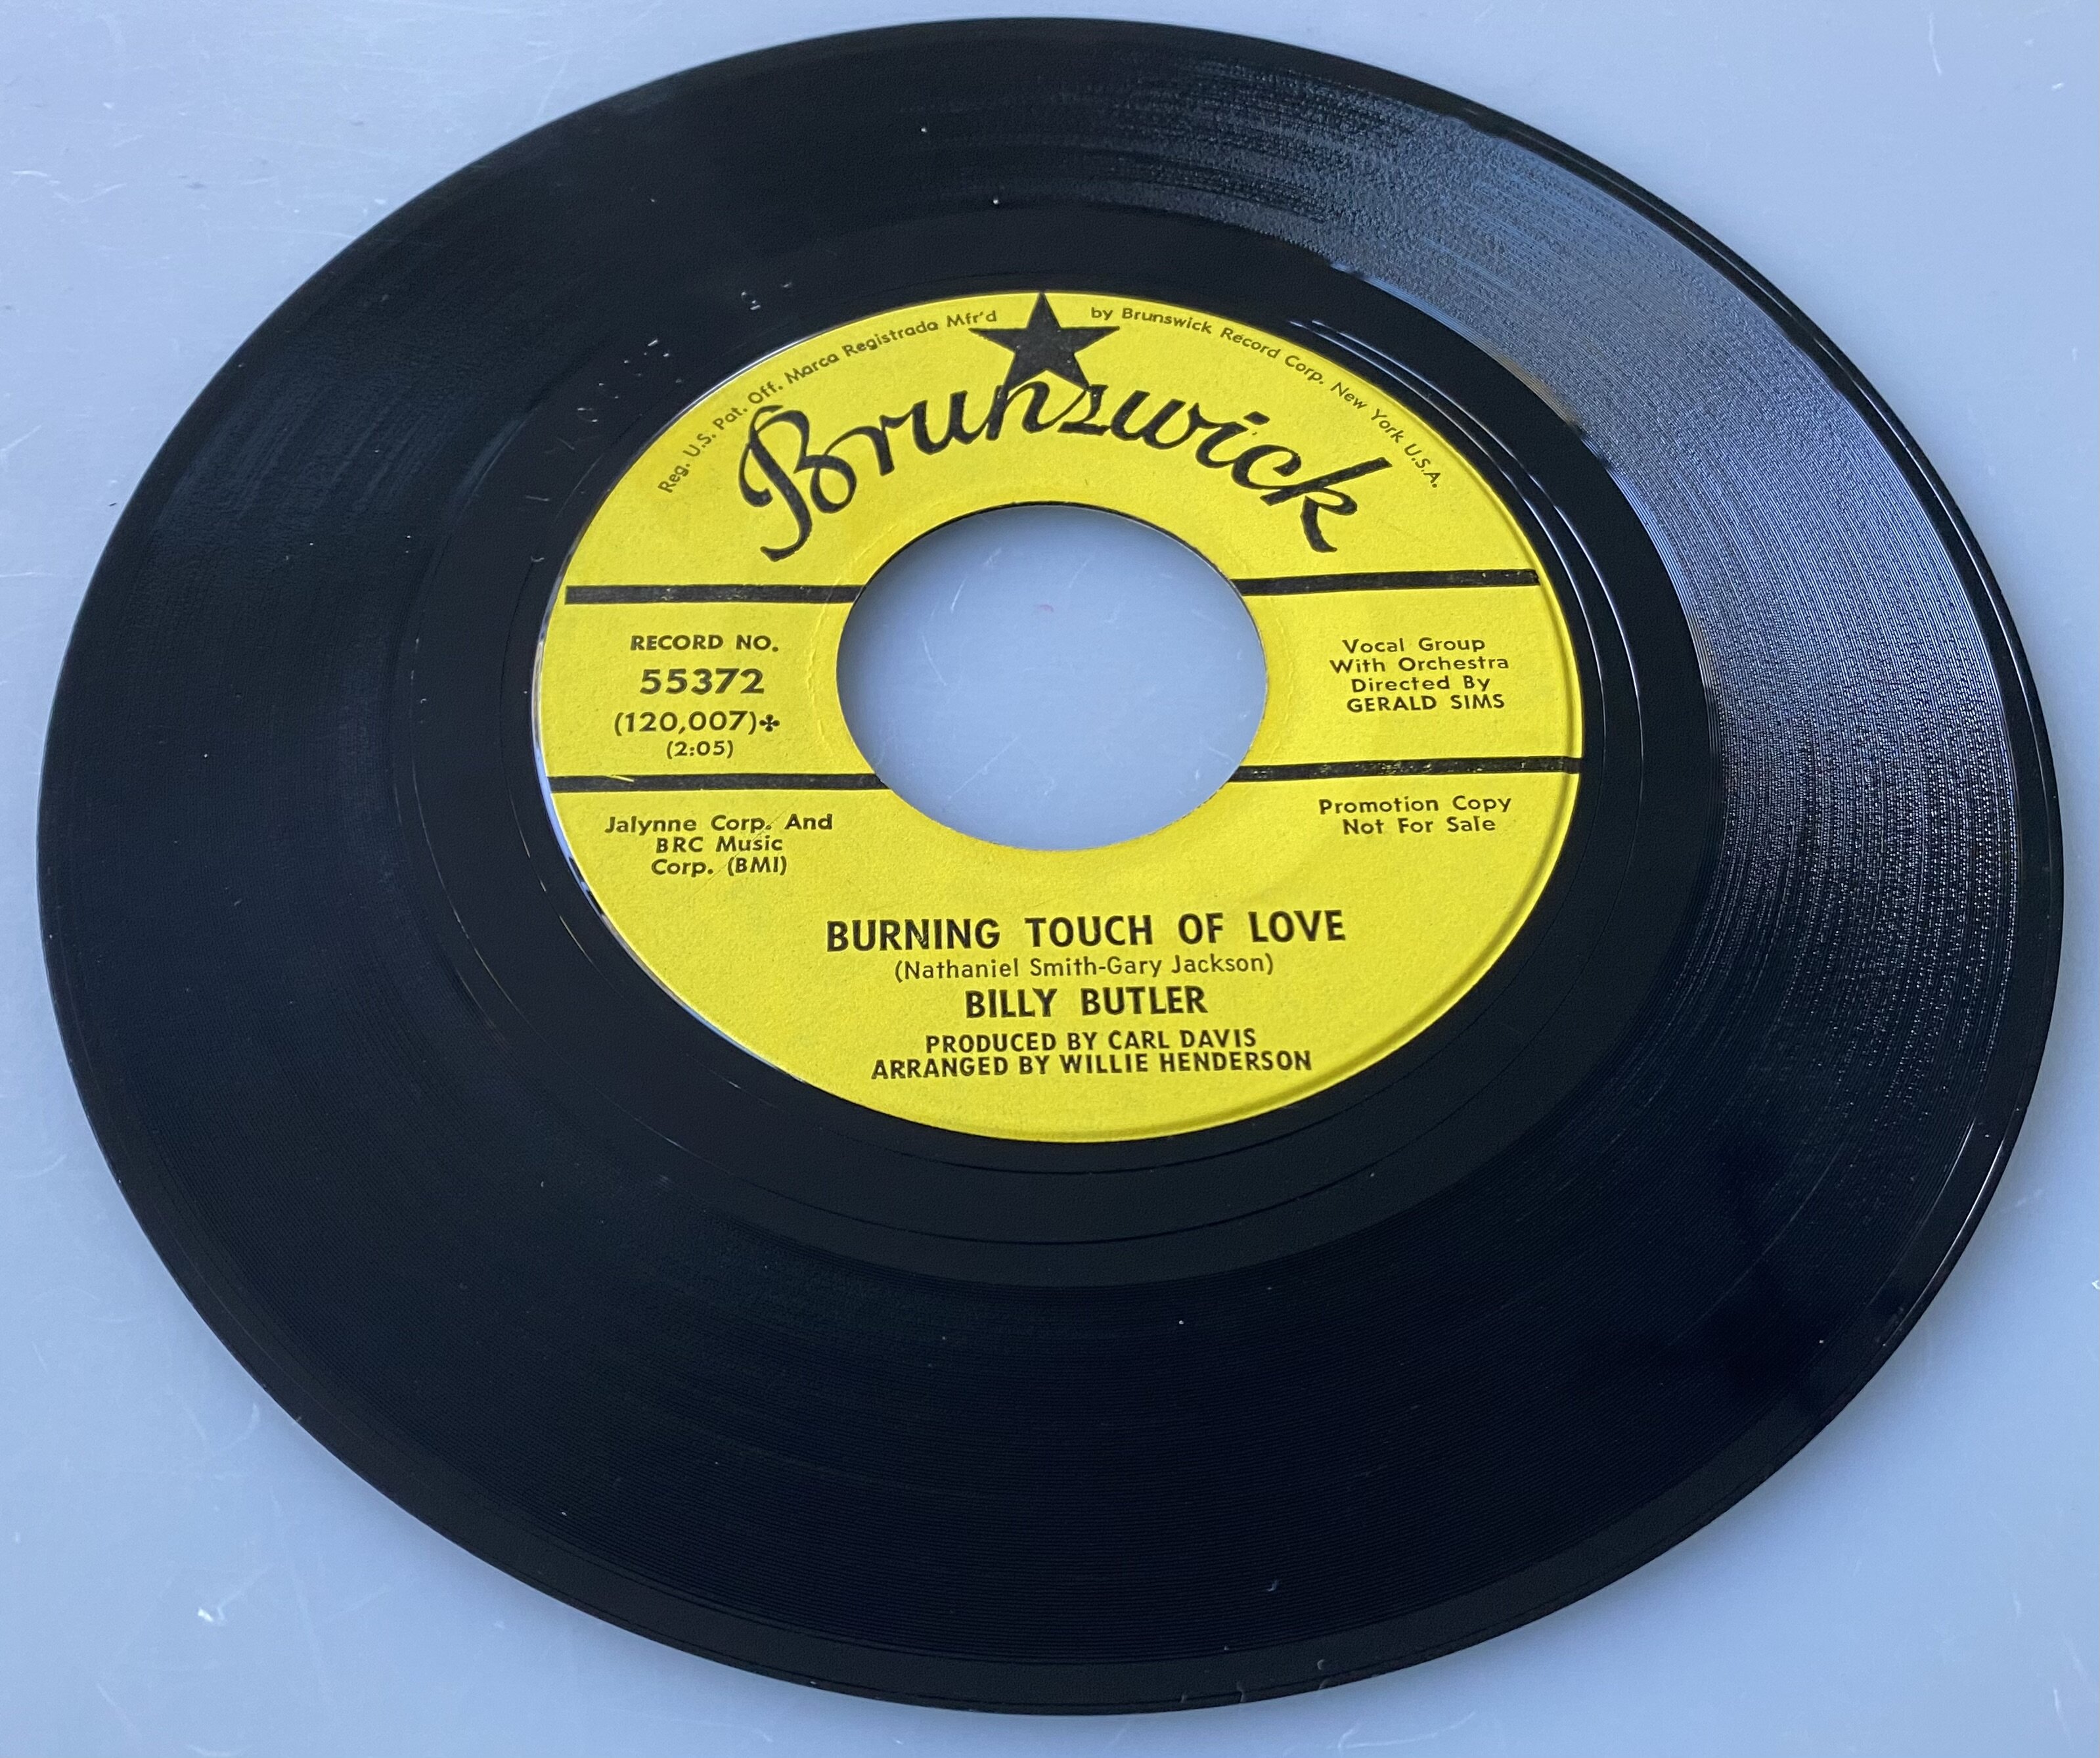 Reg. U.S. Pat. Off. Marca Registrada Mfr'd by Brunswick Record Corp. New York U.S.A.
Brunswick
RECORD NO.
55372
(120,007)✤
(2:05)
Vocal Group
With Orchestra
Directed By
GERALD SIMS
Jalynne Corp. And
BRC Music
Corp. (BMI)
Promotion Copy
Not For Sale
BURNING TOUCH OF LOVE
(Nathaniel Smith-Gary Jackson)
BILLY BUTLER
PRODUCED BY CARL DAVIS
ARRANGED BY WILLIE HENDERSON